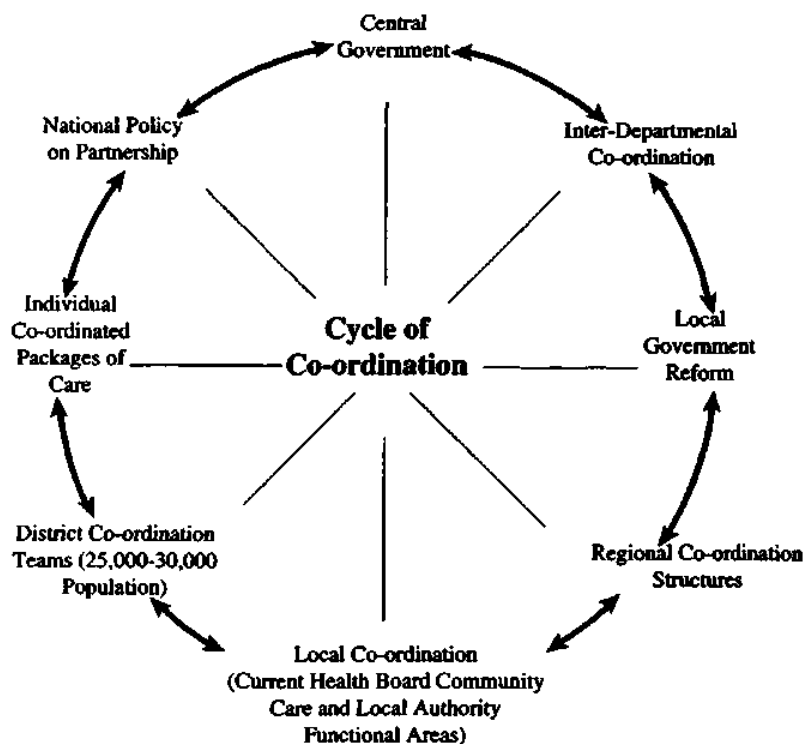 Central
Government
Inter-Departmental
Co-ordination
Local
Government
Reform
Regional Co-ordination
Structures
Local Co-ordination
(Current Health Board Community
Care and Local Authority
Functional Areas)
District Co-ordination
Teams (25,000-30,000
Population)
Individual
Co-ordinated
Packages of
Care
National Policy
on Partnership
Cycle of
Co-ordination